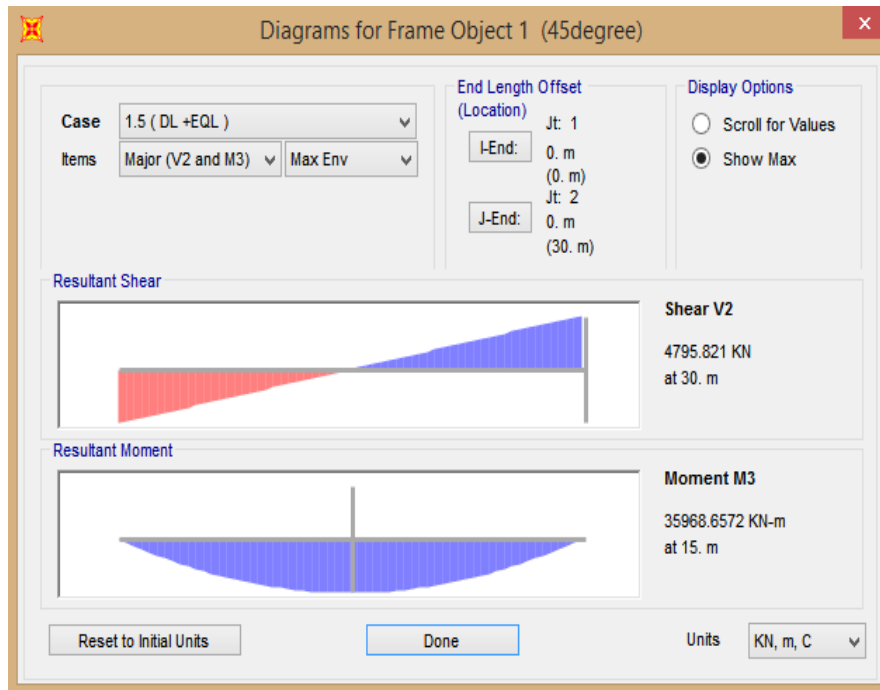 Diagrams for Frame Object 1 (45degree)
×
Case
1.5 ( DL +EQL )
Items
Major (V2 and M3)
Max Env
End Length Offset
(Location)
I-End:
Jt: 1
0. m
(0. m)
J-End:
Jt: 2
0. m
(30. m)
Display Options
Scroll for Values
Show Max
Resultant Shear
Shear V2
4795.821 KN
at 30. m
Resultant Moment
Moment M3
35968.6572 KN-m
at 15. m
Reset to Initial Units
Done
Units
KN, m, C